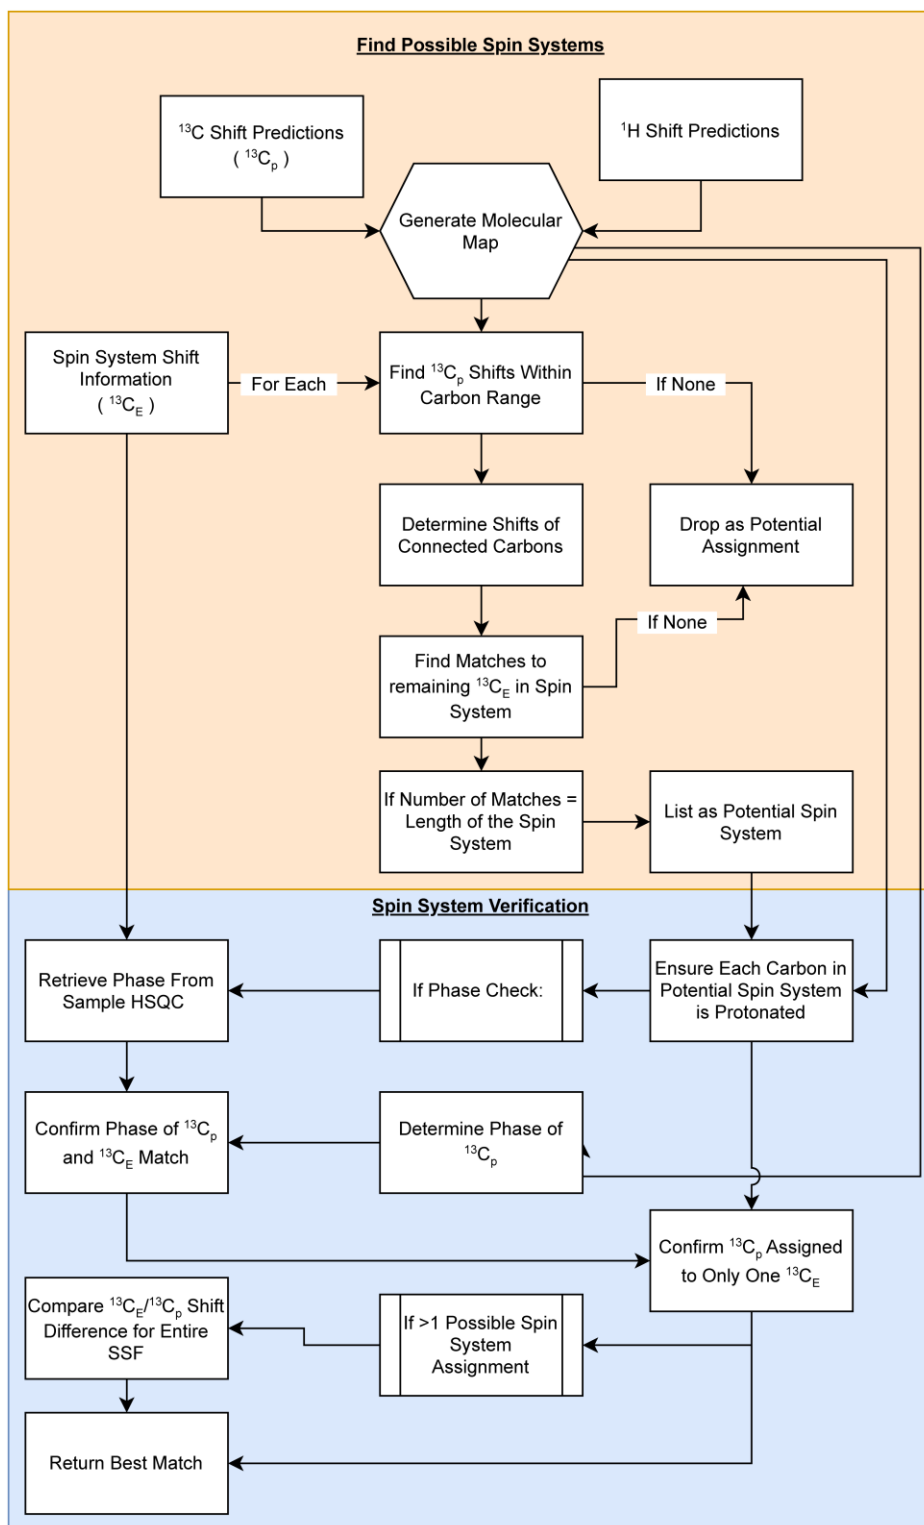 Find Possible Spin Systems
¹³C Shift Predictions
( ¹³Cₚ )
¹H Shift Predictions
Generate Molecular
Map
Spin System Shift
Information
( ¹³C_E )
For Each
Find ¹³Cₚ Shifts Within
Carbon Range
If None
Determine Shifts of
Connected Carbons
Drop as Potential
Assignment
If None
Find Matches to
remaining ¹³C_E in Spin
System
If Number of Matches =
Length of the Spin
System
List as Potential Spin
System
Spin System Verification
Retrieve Phase From
Sample HSQC
If Phase Check:
Ensure Each Carbon in
Potential Spin System
is Protonated
Confirm Phase of ¹³Cₚ
and ¹³C_E Match
Determine Phase of
¹³Cₚ
Confirm ¹³Cₚ Assigned
to Only One ¹³C_E
Compare ¹³C_E/¹³Cₚ Shift
Difference for Entire
SSF
If >1 Possible Spin
System
Assignment
Return Best Match